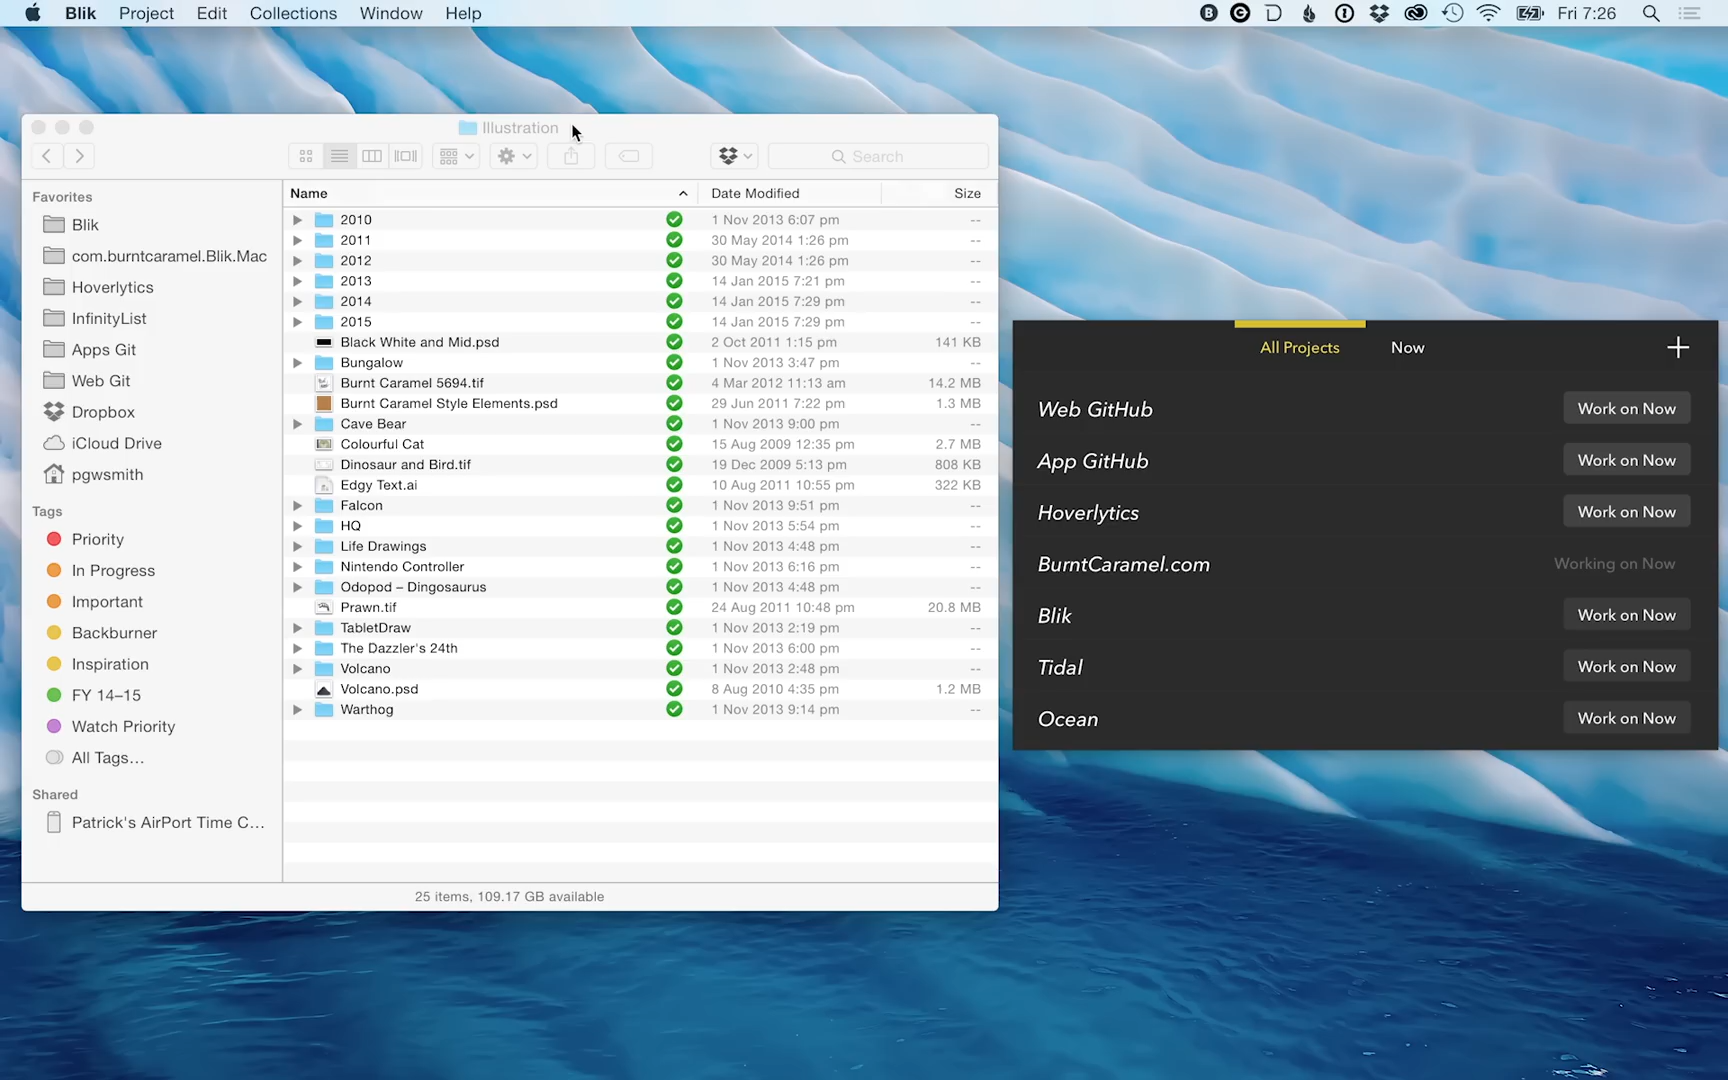 Blik Project Edit Collections Window Help Fri 7:26
Illustration
Search
Favorites
Blik
com.burntcaramel.Blik.Mac
Hoverlytics
InfinityList
Apps Git
Web Git
Dropbox
iCloud Drive
pgwsmith
Tags
Priority
In Progress
Important
Backburner
Inspiration
FY 14–15
Watch Priority
All Tags…
Shared
Patrick's AirPort Time C…
Name Date Modified Size
2010 1 Nov 2013 6:07 pm --
2011 30 May 2014 1:26 pm --
2012 30 May 2014 1:26 pm --
2013 14 Jan 2015 7:21 pm --
2014 14 Jan 2015 7:29 pm --
2015 14 Jan 2015 7:29 pm --
Black White and Mid.psd 2 Oct 2011 1:15 pm 141 KB
Bungalow 1 Nov 2013 3:47 pm --
Burnt Caramel 5694.tif 4 Mar 2012 11:13 am 14.2 MB
Burnt Caramel Style Elements.psd 29 Jun 2011 7:22 pm 1.3 MB
Cave Bear 1 Nov 2013 9:00 pm --
Colourful Cat 15 Aug 2009 12:35 pm 2.7 MB
Dinosaur and Bird.tif 19 Dec 2009 5:13 pm 808 KB
Edgy Text.ai 10 Aug 2011 10:55 pm 322 KB
Falcon 1 Nov 2013 9:51 pm --
HQ 1 Nov 2013 5:54 pm --
Life Drawings 1 Nov 2013 4:48 pm --
Nintendo Controller 1 Nov 2013 6:16 pm --
Odopod – Dingosaurus 1 Nov 2013 4:48 pm --
Prawn.tif 24 Aug 2011 10:48 pm 20.8 MB
TabletDraw 1 Nov 2013 2:19 pm --
The Dazzler's 24th 1 Nov 2013 6:00 pm --
Volcano 1 Nov 2013 2:48 pm --
Volcano.psd 8 Aug 2010 4:35 pm 1.2 MB
Warthog 1 Nov 2013 9:14 pm --
25 items, 109.17 GB available
All Projects Now
Web GitHub Work on Now
App GitHub Work on Now
Hoverlytics Work on Now
BurntCaramel.com Working on Now
Blik Work on Now
Tidal Work on Now
Ocean Work on Now